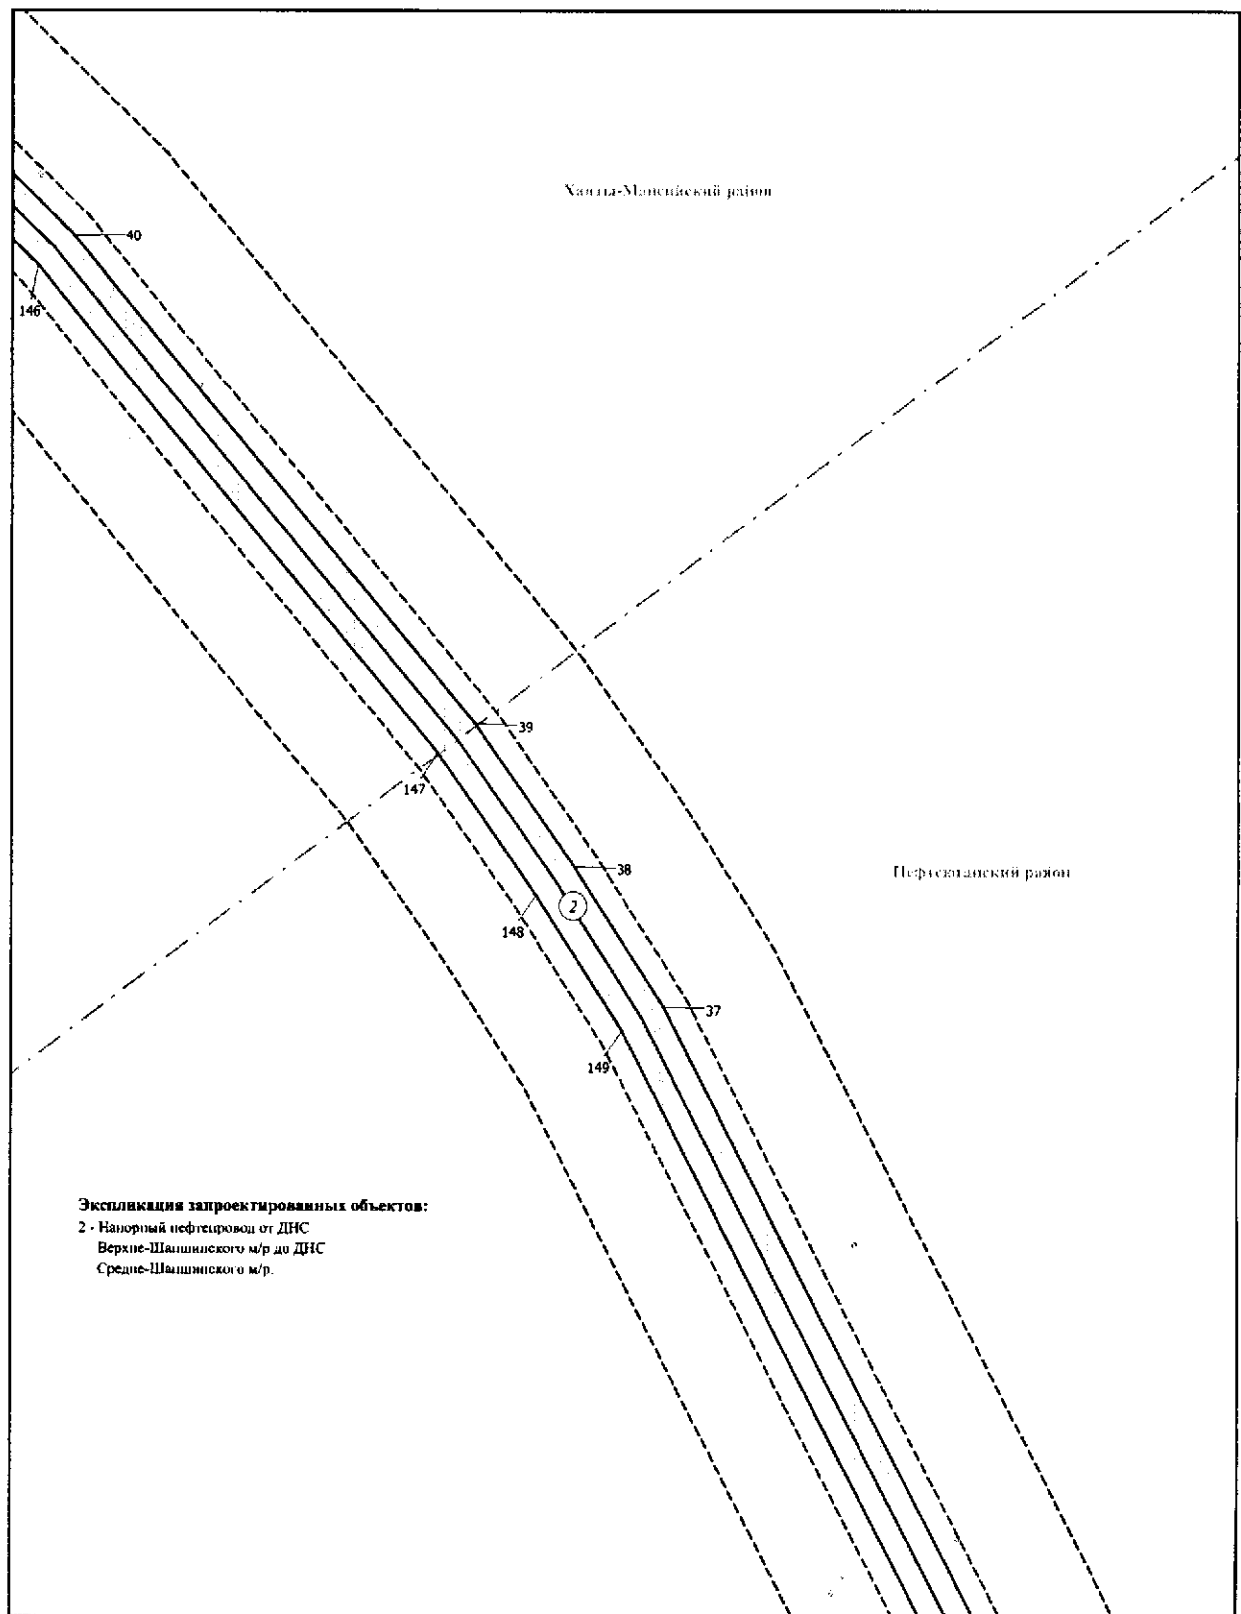 Ханты-Мансийский район
40
146
39
147
38
Нефтеюганский район
2
148
37
149
Экспликация запроектированных объектов:
2 - Напорный нефтепровод от ДНС
Верхне-Шапшинского м/р до ДНС
Средне-Шапшинского м/р.